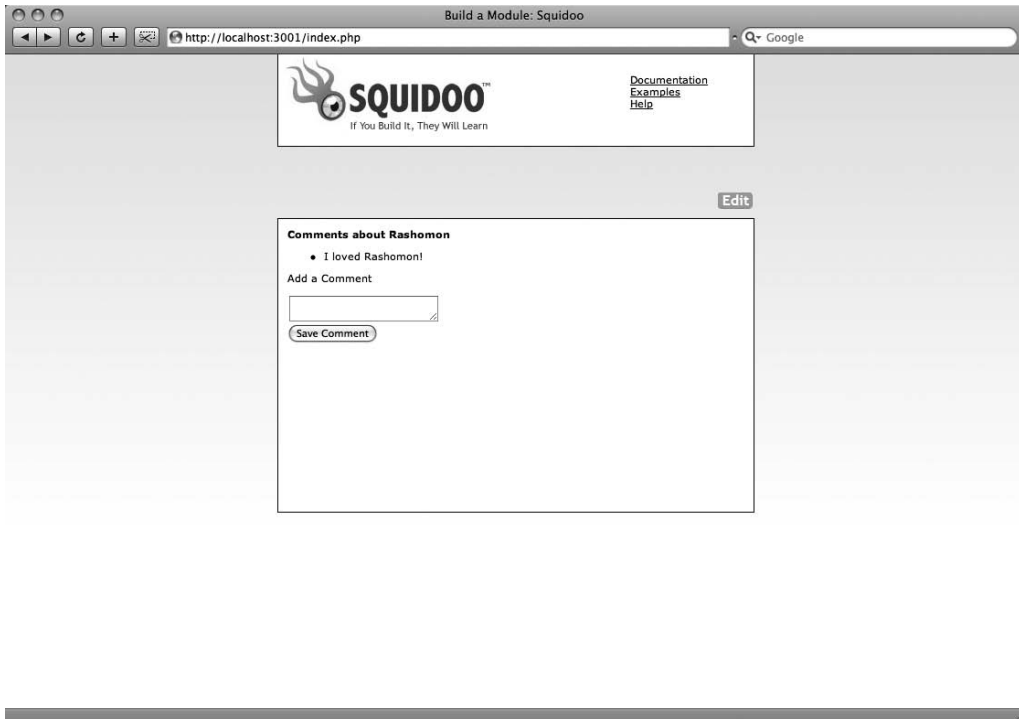 Build a Module: Squidoo
http://localhost:3001/index.php
Google
SQUIDOO™
If You Build It, They Will Learn
Documentation
Examples
Help
Edit
Comments about Rashomon
• I loved Rashomon!
Add a Comment
Save Comment